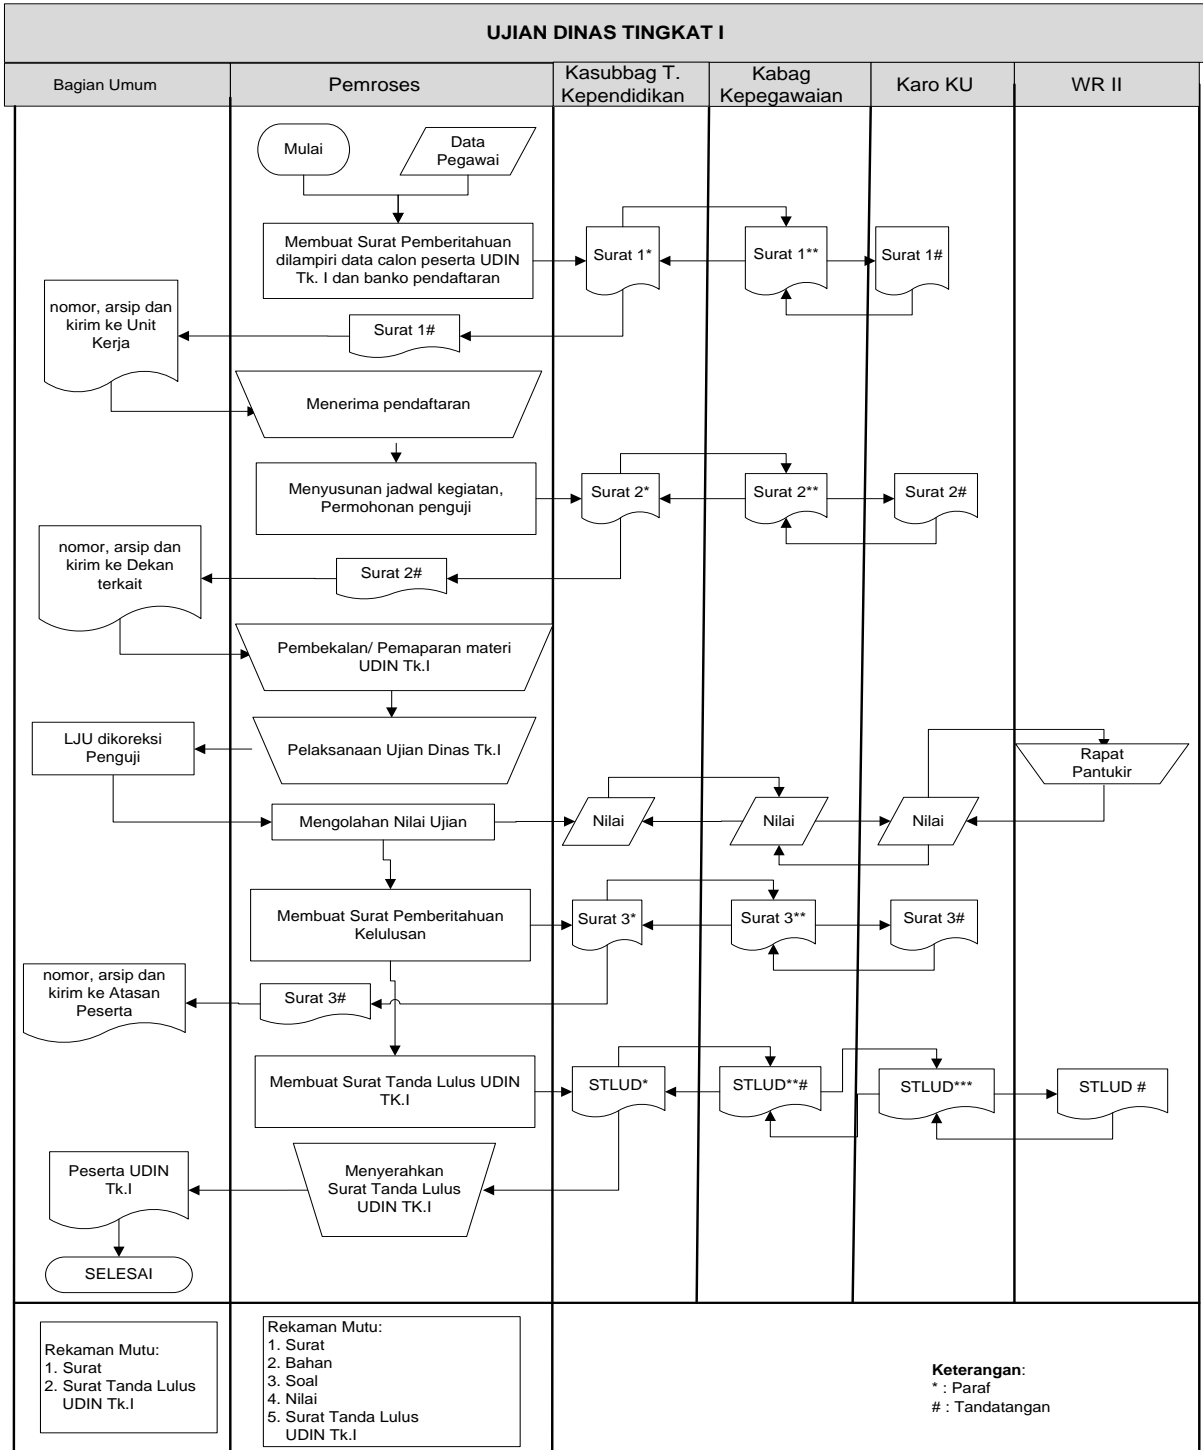 UJIAN DINAS TINGKAT I
Bagian Umum
Pemroses
Kasubbag T.
Kependidikan
Kabag
Kepegawaian
Karo KU
WR II
Mulai
Data
Pegawai
Membuat Surat Pemberitahuan
dilampiri data calon peserta UDIN
Tk. I dan banko pendaftaran
Surat 1*
Surat 1**
Surat 1#
nomor, arsip dan
kirim ke Unit
Kerja
Surat 1#
Menerima pendaftaran
Menyusunan jadwal kegiatan,
Permohonan penguji
Surat 2*
Surat 2**
Surat 2#
nomor, arsip dan
kirim ke Dekan
terkait
Surat 2#
Pembekalan/ Pemaparan materi
UDIN Tk.I
LJU dikoreksi
Penguji
Pelaksanaan Ujian Dinas Tk.I
Rapat
Pantukir
Mengolahan Nilai Ujian
Nilai
Nilai
Nilai
Membuat Surat Pemberitahuan
Kelulusan
Surat 3*
Surat 3**
Surat 3#
nomor, arsip dan
kirim ke Atasan
Peserta
Surat 3#
Membuat Surat Tanda Lulus UDIN
TK.I
STLUD*
STLUD**#
STLUD***
STLUD #
Peserta UDIN
Tk.I
Menyerahkan
Surat Tanda Lulus
UDIN TK.I
SELESAI
Rekaman Mutu:
1. Surat
2. Surat Tanda Lulus
UDIN Tk.I
Rekaman Mutu:
1. Surat
2. Bahan
3. Soal
4. Nilai
5. Surat Tanda Lulus
UDIN Tk.I
Keterangan:
* : Paraf
# : Tandatangan